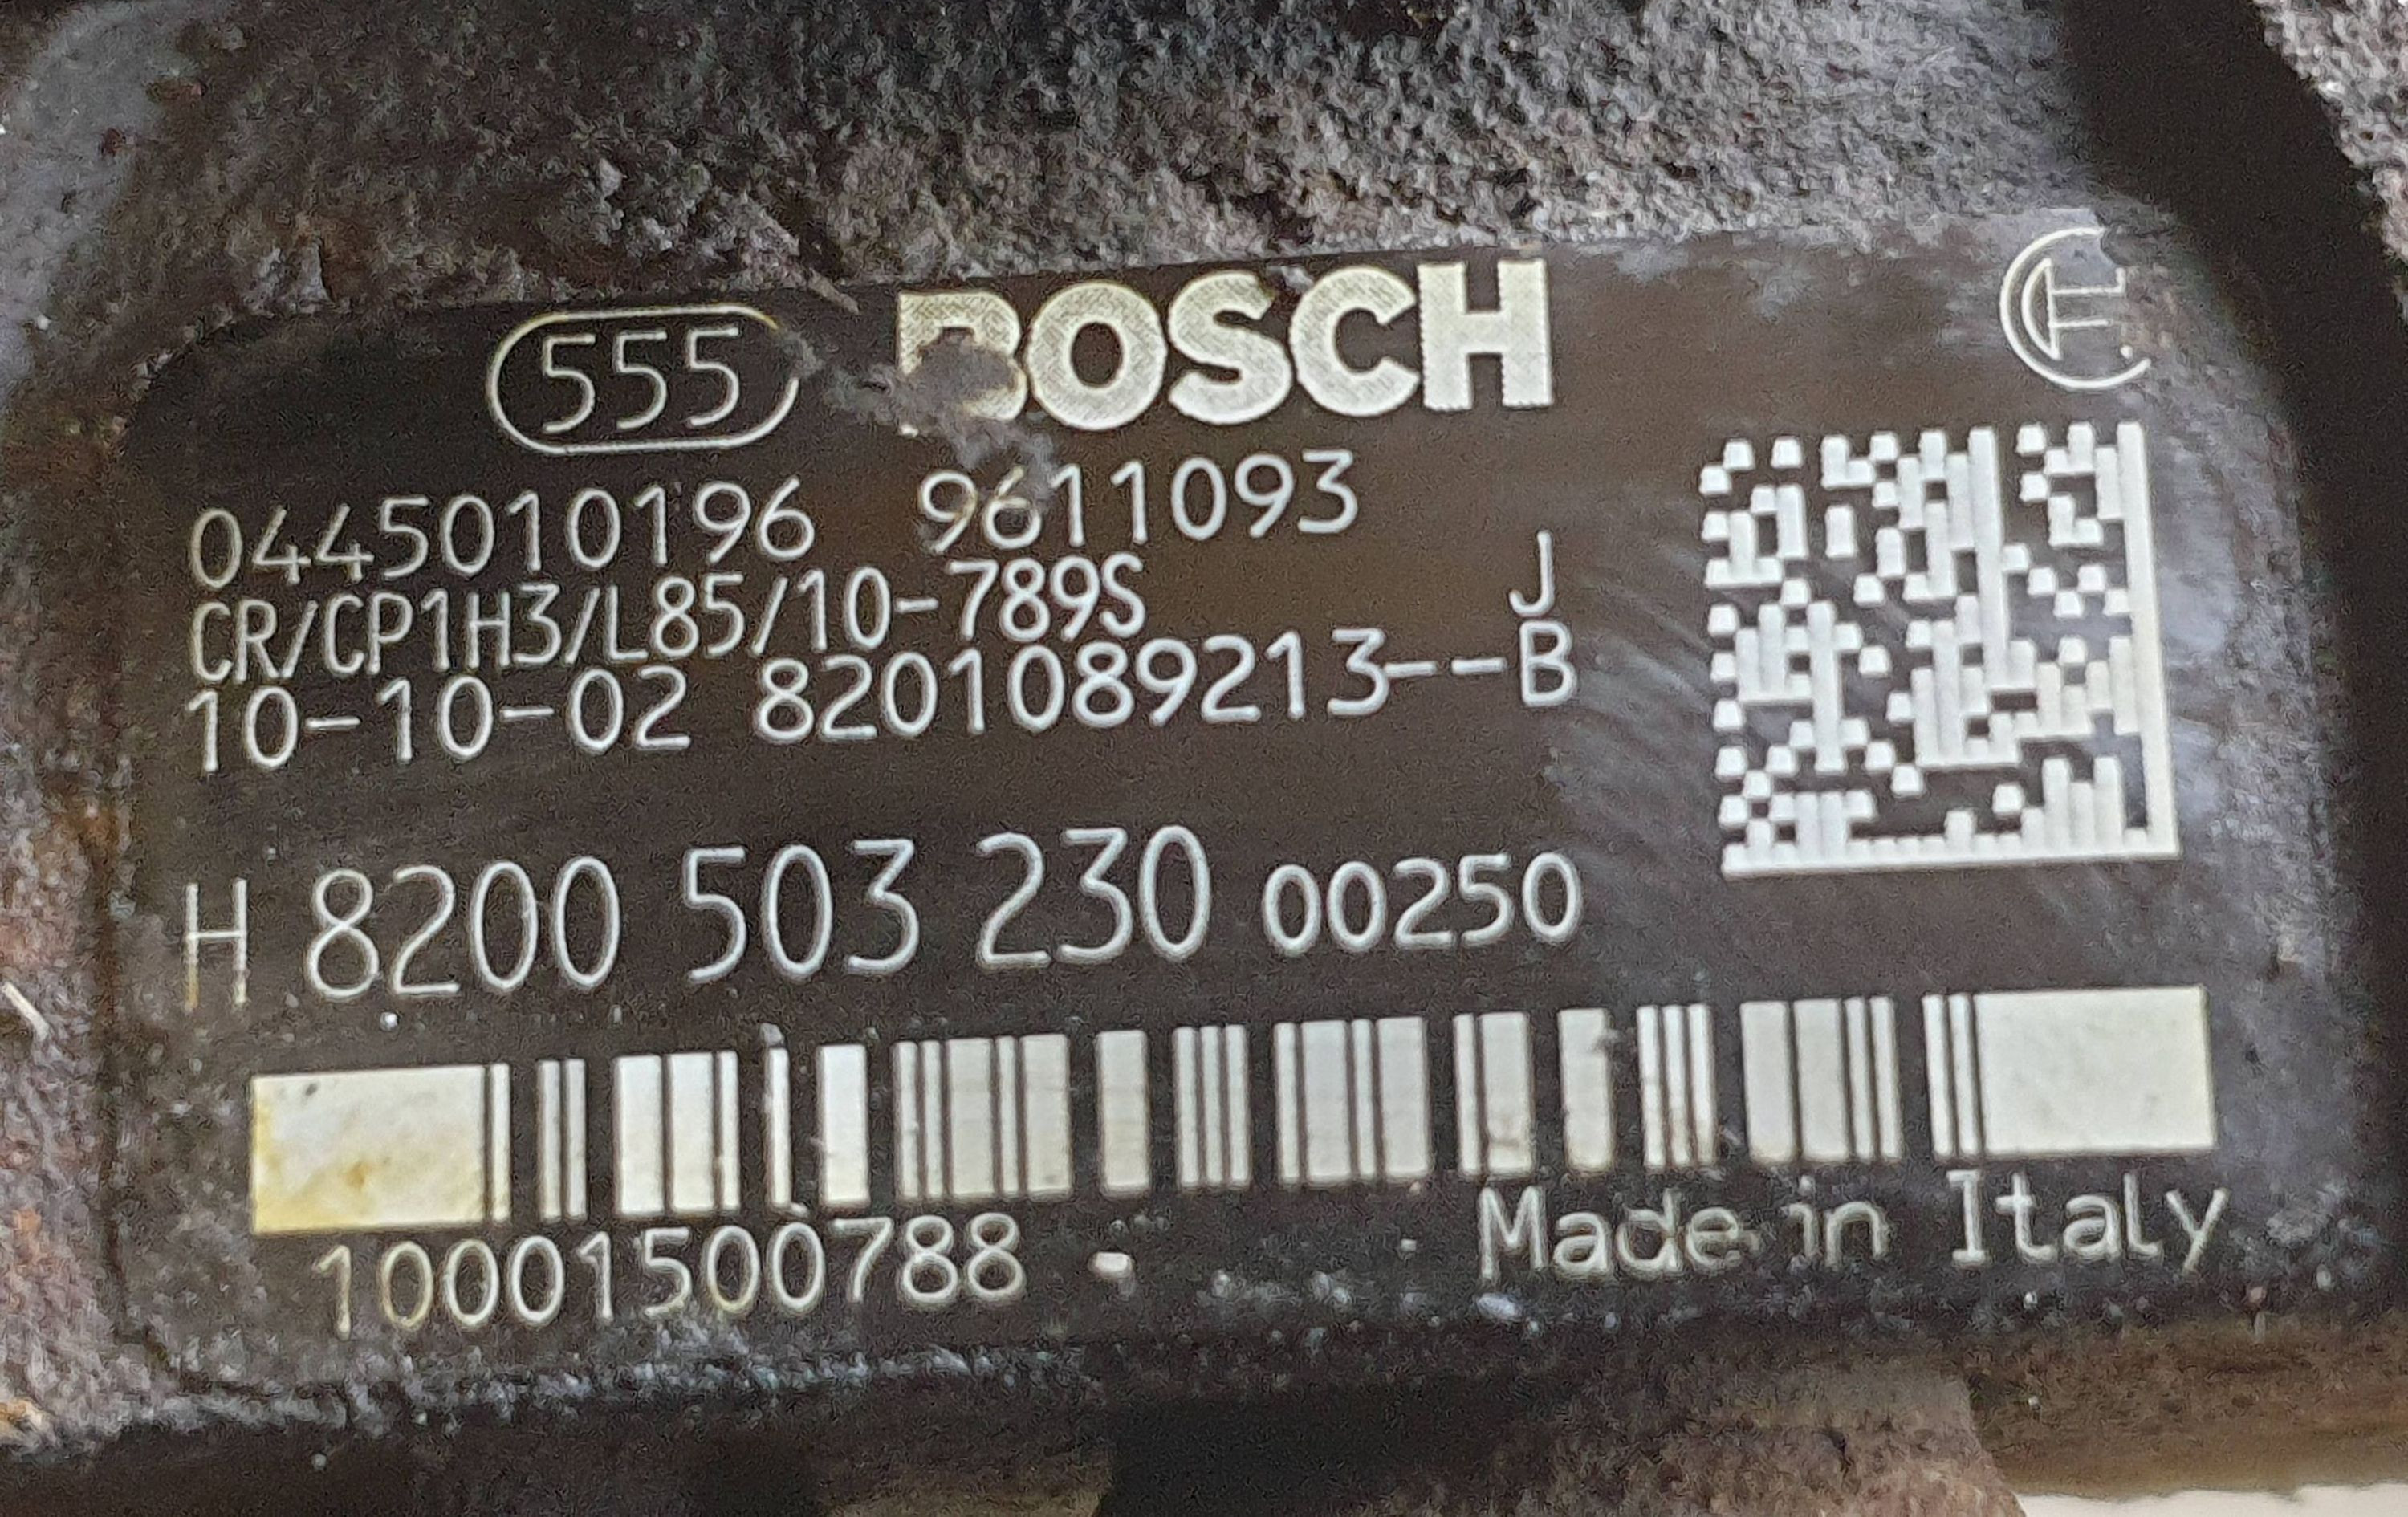 555 BOSCH
0445010196 9611093
CR/CP1H3/L85/10-789S J
10-10-02 8201089213--B
H 8200 503 230 00250
10001500788
Made in Italy